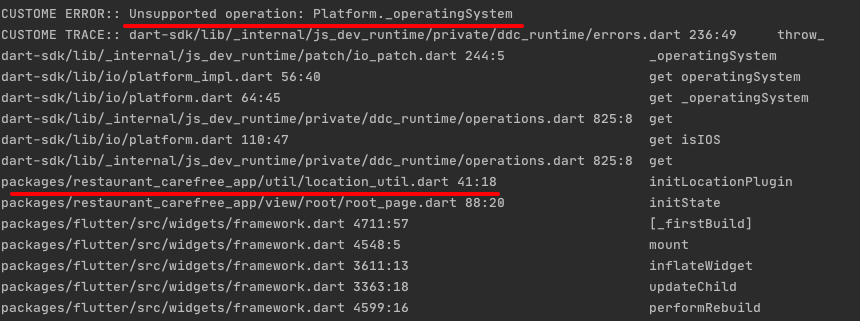 CUSTOME ERROR:: Unsupported operation: Platform._operatingSystem
CUSTOME TRACE:: dart-sdk/lib/_internal/js_dev_runtime/private/ddc_runtime/errors.dart 236:49 throw_
dart-sdk/lib/_internal/js_dev_runtime/patch/io_patch.dart 244:5 _operatingSystem
dart-sdk/lib/io/platform_impl.dart 56:40 get operatingSystem
dart-sdk/lib/io/platform.dart 64:45 get _operatingSystem
dart-sdk/lib/_internal/js_dev_runtime/private/ddc_runtime/operations.dart 825:8 get
dart-sdk/lib/io/platform.dart 110:47 get isIOS
dart-sdk/lib/_internal/js_dev_runtime/private/ddc_runtime/operations.dart 825:8 get
packages/restaurant_carefree_app/util/location_util.dart 41:18 initLocationPlugin
packages/restaurant_carefree_app/view/root/root_page.dart 88:20 initState
packages/flutter/src/widgets/framework.dart 4711:57 [_firstBuild]
packages/flutter/src/widgets/framework.dart 4548:5 mount
packages/flutter/src/widgets/framework.dart 3611:13 inflateWidget
packages/flutter/src/widgets/framework.dart 3363:18 updateChild
packages/flutter/src/widgets/framework.dart 4599:16 performRebuild